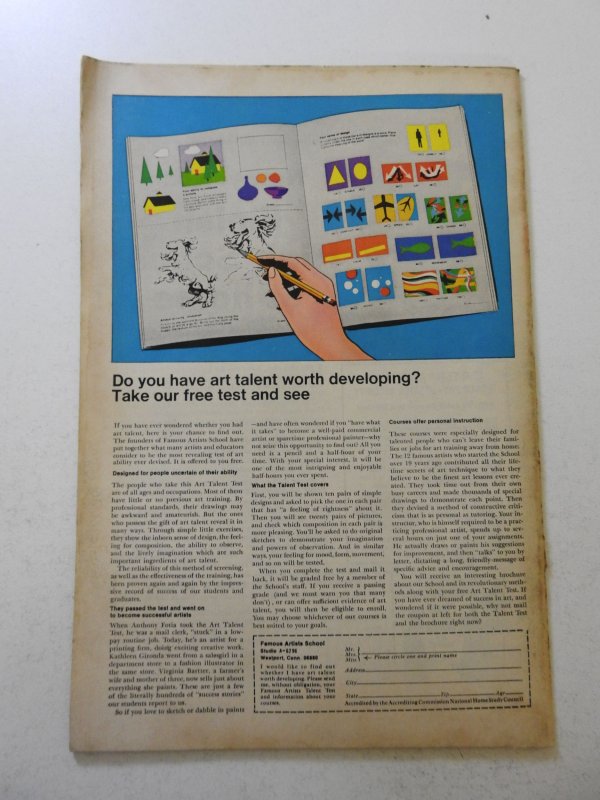 Do you have art talent worth developing?
Take our free test and see
If you have ever wondered whether you had
art talent, here is your chance to find out.
The founders of Famous Artists School have
put together what many artists and educators
consider to be the most revealing test of art
ability ever devised. It is offered to you free.
Designed for people uncertain of their ability
The people who take this Art Talent Test
are of all ages and occupations. Most of them
have little or no previous art training. By
professional standards, their drawings may
be awkward and amateurish. But the ones
who possess the gift of art talent reveal it in
many ways. Through simple little exercises,
they show the inborn sense of design, the feel-
ing for composition, the ability to observe,
and the lively imagination which are such
important ingredients of art talent.
The reliability of this method of screening,
as well as the effectiveness of the training, has
been proven again and again by the impres-
sive record of success of our students and
graduates.
They passed the test and went on
to become successful artists
When Anthony Fotia took the Art Talent
Test, he was a mail clerk, "stuck" in a low-
pay routine job. Today, he's an artist for a
printing firm, doing exciting creative work.
Kathleen Gironda went from a salesgirl in a
department store to a fashion illustrator in
the same store. Virginia Bartter, a farmer's
wife and mother of three, now sells just about
everything she paints. These are just a few
of the literally hundreds of "success stories"
our students report to us.
So if you love to sketch or dabble in paints
—and have often wondered if you "have what
it takes" to become a well-paid commercial
artist or sparetime professional painter—why
not seize this opportunity to find out? All you
need is a pencil and a half-hour of your
time. With your special interest, it will be
one of the most intriguing and enjoyable
half-hours you ever spent.
What the Talent Test covers
First, you will be shown ten pairs of simple
designs and asked to pick the one in each pair
that has "a feeling of rightness" about it.
Then you will see twenty pairs of pictures,
and check which composition in each pair is
more pleasing. You'll be asked to do original
sketches to demonstrate your imagination
and powers of observation. And in similar
ways, your feeling for mood, form, movement,
and so on will be tested.
When you complete the test and mail it
back, it will be graded free by a member of
the School's staff. If you receive a passing
grade (and we must warn you that many
don't), or can offer sufficient evidence of art
talent, you will then be eligible to enroll.
You may choose whichever of our courses is
best suited to your goals.
Courses offer personal instruction
These courses were especially designed for
talented people who can't leave their fami-
lies or jobs for art training away from home.
The 12 famous artists who started the School
over 19 years ago contributed all their life-
time secrets of art technique to what they
believe to be the finest art lessons ever cre-
ated. They took time out from their own
busy careers and made thousands of special
drawings to demonstrate each point. Then
they devised a method of constructive criti-
cism that is as personal as tutoring. Your in-
structor, who is himself required to be a prac-
ticing professional artist, spends up to sev-
eral hours on just one of your assignments.
He actually draws or paints his suggestions
for improvement, and then "talks" to you by
letter, dictating a long, friendly message of
specific advice and encouragement.
You will receive an interesting brochure
about our School and its revolutionary meth-
ods along with your free Art Talent Test. If
you have ever dreamed of success in art, and
wondered if it were possible, why not mail
the coupon at left for both the Talent Test
and the brochure right now?
Famous Artists School
Studio
Westport, Conn. 06880
I would like to find out
whether I have art talent
worth developing. Please send
me, without obligation, your
Famous Artists Talent Test
and information about your
courses.
Mr.
Mrs.
Miss
Please circle one and print name
Address
City
State Zip Age
Accredited by the Accrediting Commission National Home Study Council